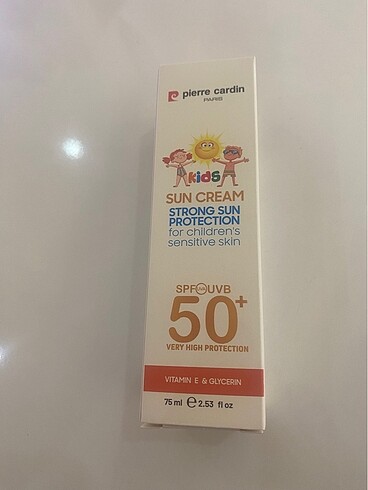 pierre cardin
PARIS
kids
SUN CREAM
STRONG SUN
PROTECTION
for children's
sensitive skin
SPF UVA UVB
50+
VERY HIGH PROTECTION
VITAMIN E & GLYCERIN
75 ml ℮ 2.53 fl oz